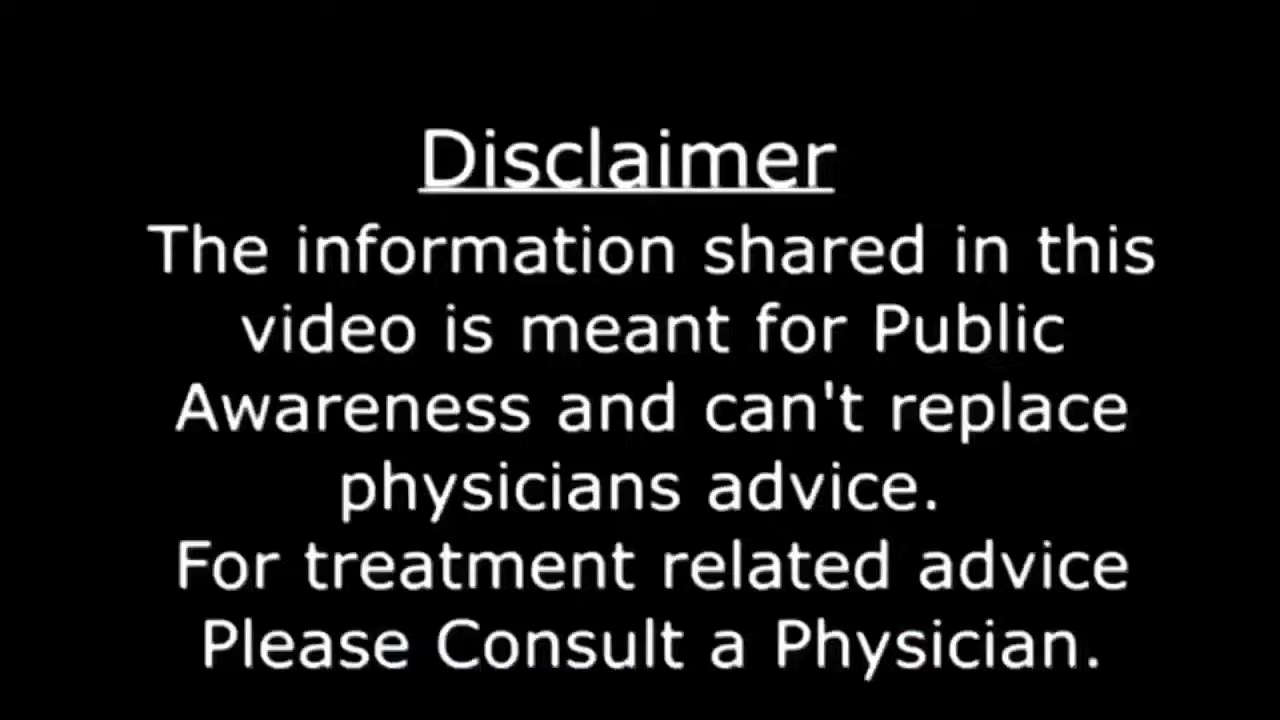 Disclaimer
The information shared in this
video is meant for Public
Awareness and can't replace
physicians advice.
For treatment related advice
Please Consult a Physician.